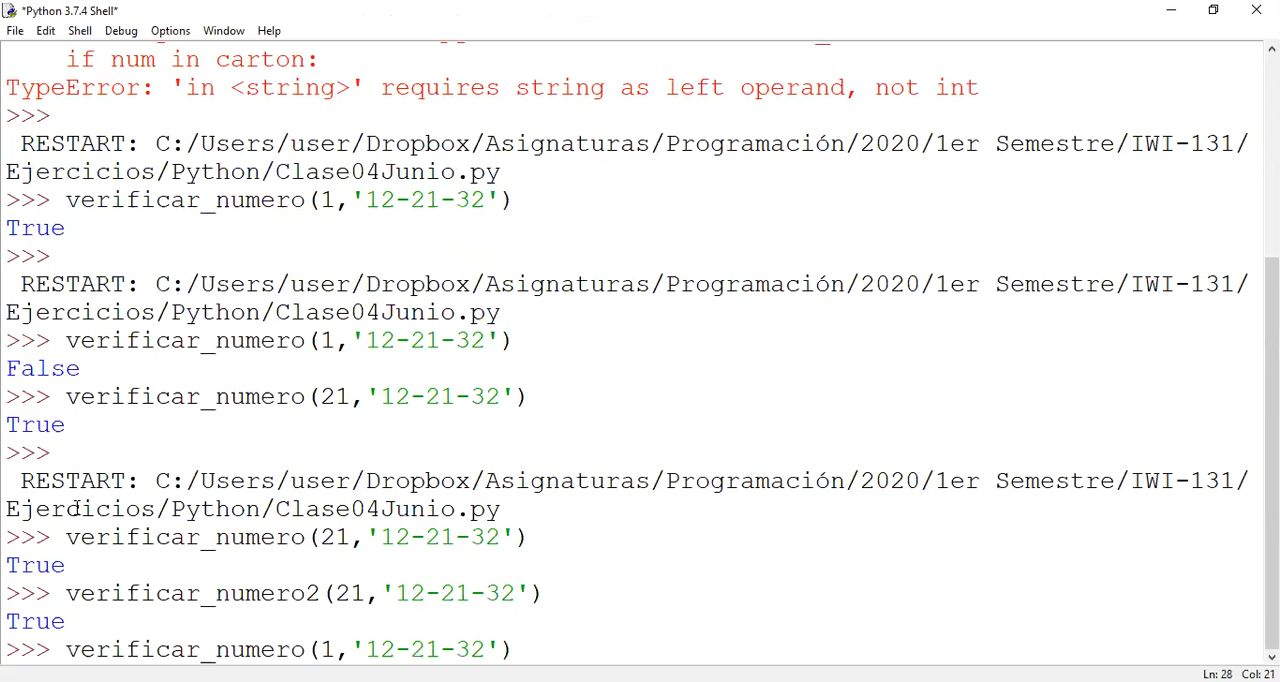 *Python 3.7.4 Shell*
File Edit Shell Debug Options Window Help
if num in carton:
TypeError: 'in <string>' requires string as left operand, not int
>>>
RESTART: C:/Users/user/Dropbox/Asignaturas/Programación/2020/1er Semestre/IWI-131/
Ejercicios/Python/Clase04Junio.py
>>> verificar_numero(1,'12-21-32')
True
>>>
RESTART: C:/Users/user/Dropbox/Asignaturas/Programación/2020/1er Semestre/IWI-131/
Ejercicios/Python/Clase04Junio.py
>>> verificar_numero(1,'12-21-32')
False
>>> verificar_numero(21,'12-21-32')
True
>>>
RESTART: C:/Users/user/Dropbox/Asignaturas/Programación/2020/1er Semestre/IWI-131/
Ejercicios/Python/Clase04Junio.py
>>> verificar_numero(21,'12-21-32')
True
>>> verificar_numero2(21,'12-21-32')
True
>>> verificar_numero(1,'12-21-32')
Ln: 28 Col: 21